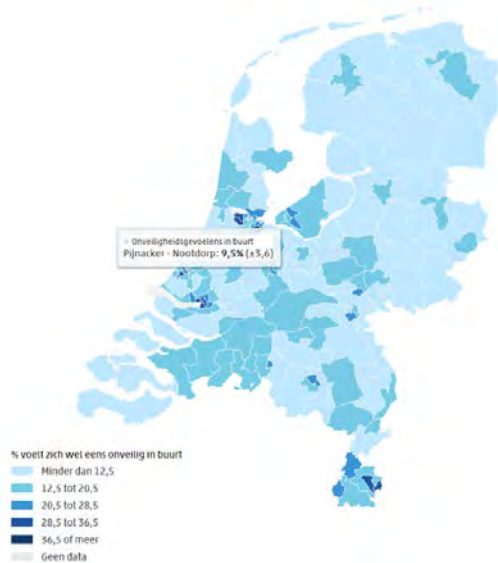 Onveiligheidsgevoelens in buurt
Pijnacker - Nootdorp: 9,5% (±3,6)
% voelt zich wel eens onveilig in buurt
Minder dan 12,5
12,5 tot 20,5
20,5 tot 28,5
28,5 tot 36,5
36,5 of meer
Geen data